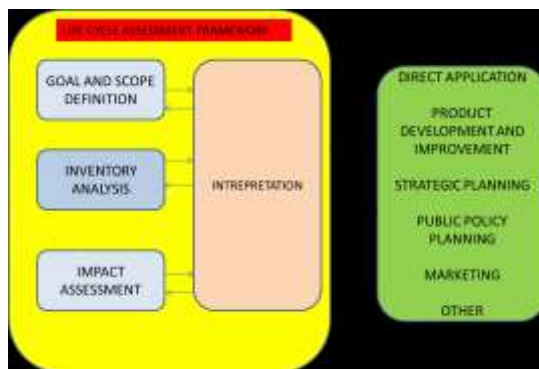 LIFE CYCLE ASSESSMENT FRAMEWORK
GOAL AND SCOPE
DEFINITION
INVENTORY
ANALYSIS
IMPACT
ASSESSMENT
INTREPRETATION
DIRECT APPLICATION
PRODUCT
DEVELOPMENT AND
IMPROVEMENT
STRATEGIC PLANNING
PUBLIC POLICY
PLANNING
MARKETING
OTHER